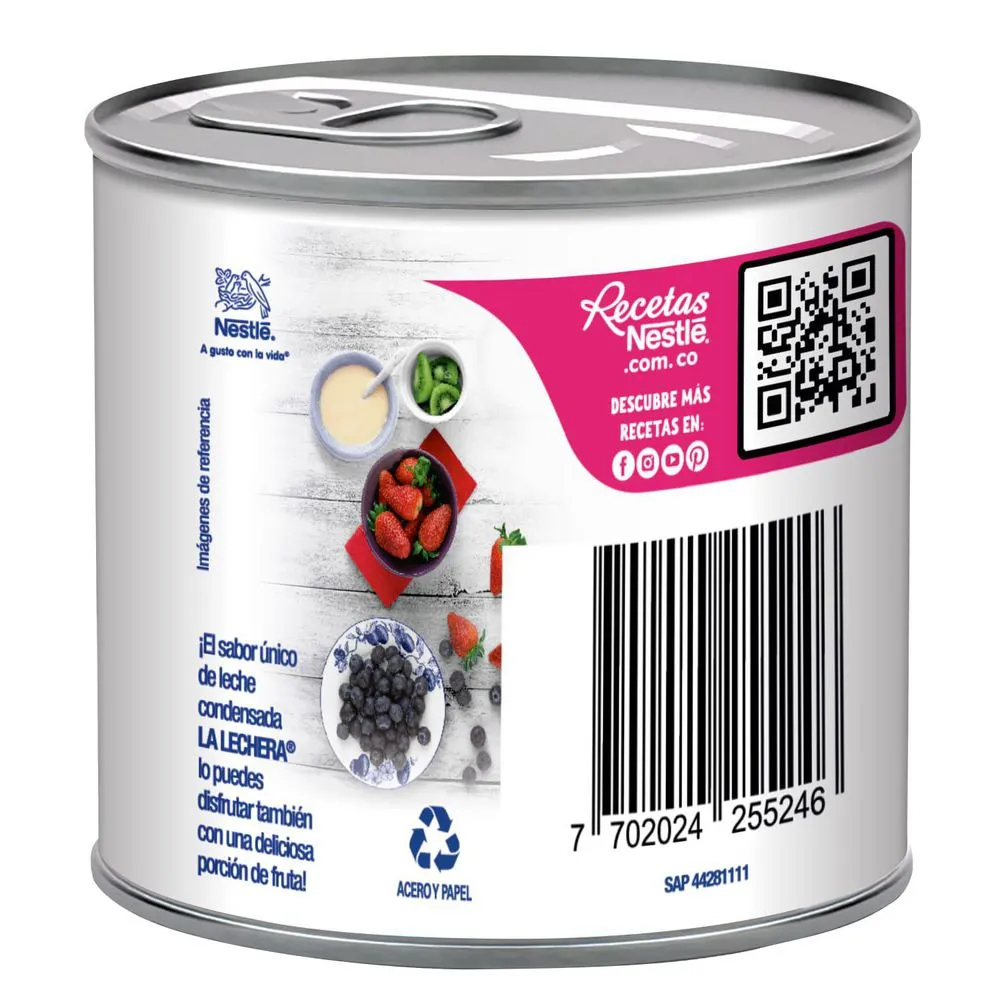 Nestlé.
A gusto con la vida®
Imágenes de referencia
¡El sabor único
de leche
condensada
LA LECHERA®
lo puedes
disfrutar también
con una deliciosa
porción de fruta!
ACERO Y PAPEL
Recetas
Nestlé.
.com.co
DESCUBRE MÁS
RECETAS EN:
7 702024 255246
SAP 44281111